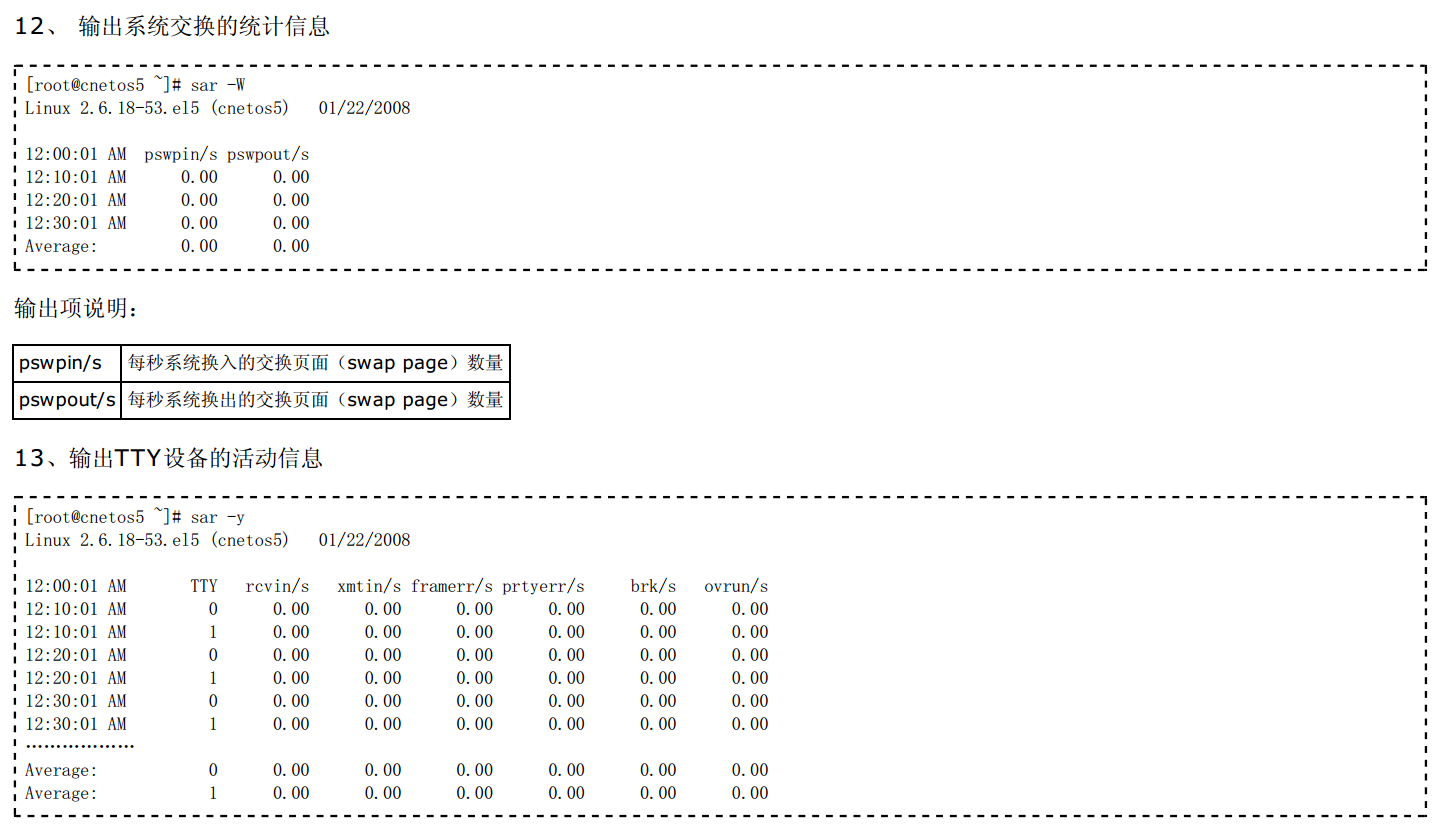 12、 输出系统交换的统计信息
[root@cnetos5 ~]# sar -W
Linux 2.6.18-53.el5 (cnetos5)   01/22/2008
12:00:01 AM  pswpin/s pswpout/s
12:10:01 AM      0.00      0.00
12:20:01 AM      0.00      0.00
12:30:01 AM      0.00      0.00
Average:         0.00      0.00
输出项说明：
pswpin/s 每秒系统换入的交换页面（swap page）数量
pswpout/s 每秒系统换出的交换页面（swap page）数量
13、输出TTY设备的活动信息
[root@cnetos5 ~]# sar -y
Linux 2.6.18-53.el5 (cnetos5)   01/22/2008
12:00:01 AM       TTY   rcvin/s   xmtin/s framerr/s prtyerr/s     brk/s   ovrun/s
12:10:01 AM         0      0.00      0.00      0.00      0.00      0.00      0.00
12:10:01 AM         1      0.00      0.00      0.00      0.00      0.00      0.00
12:20:01 AM         0      0.00      0.00      0.00      0.00      0.00      0.00
12:20:01 AM         1      0.00      0.00      0.00      0.00      0.00      0.00
12:30:01 AM         0      0.00      0.00      0.00      0.00      0.00      0.00
12:30:01 AM         1      0.00      0.00      0.00      0.00      0.00      0.00
………………
Average:            0      0.00      0.00      0.00      0.00      0.00      0.00
Average:            1      0.00      0.00      0.00      0.00      0.00      0.00